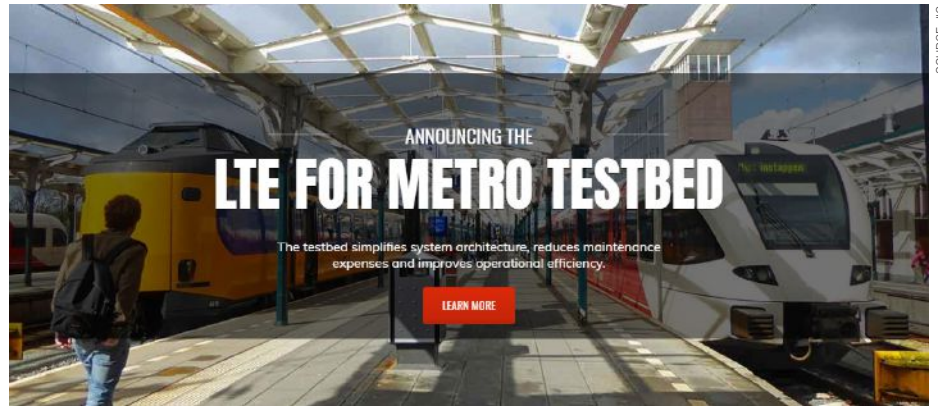 ANNOUNCING THE
LTE FOR METRO TESTBED
The testbed simplifies system architecture, reduces maintenance
expenses and improves operational efficiency.
LEARN MORE